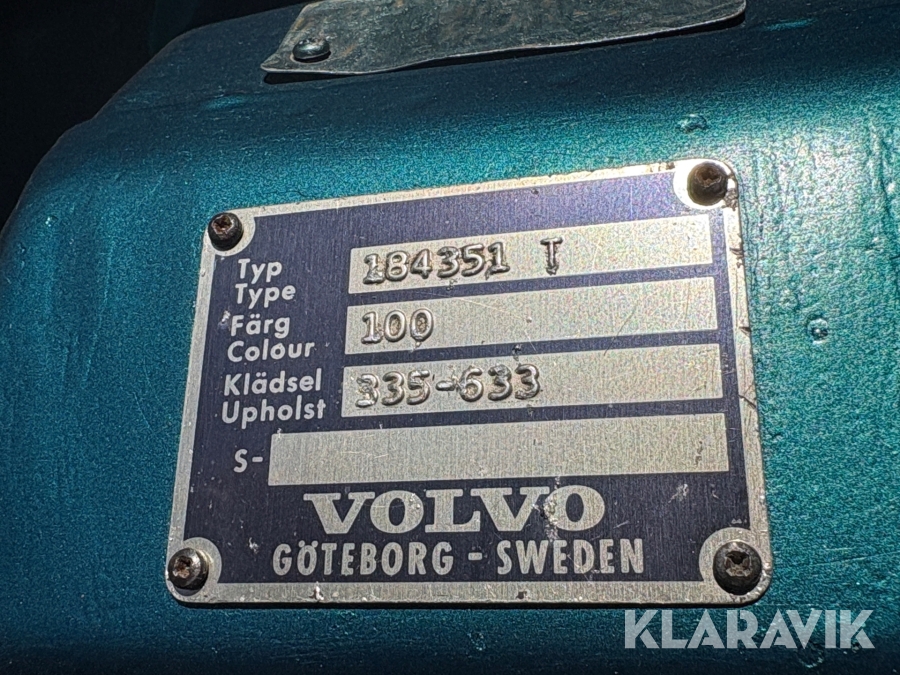 Typ
Type
184351 T
Färg
Colour
100
Klädsel
Upholst
335-633
S-
VOLVO
GÖTEBORG - SWEDEN
KLARAVIK